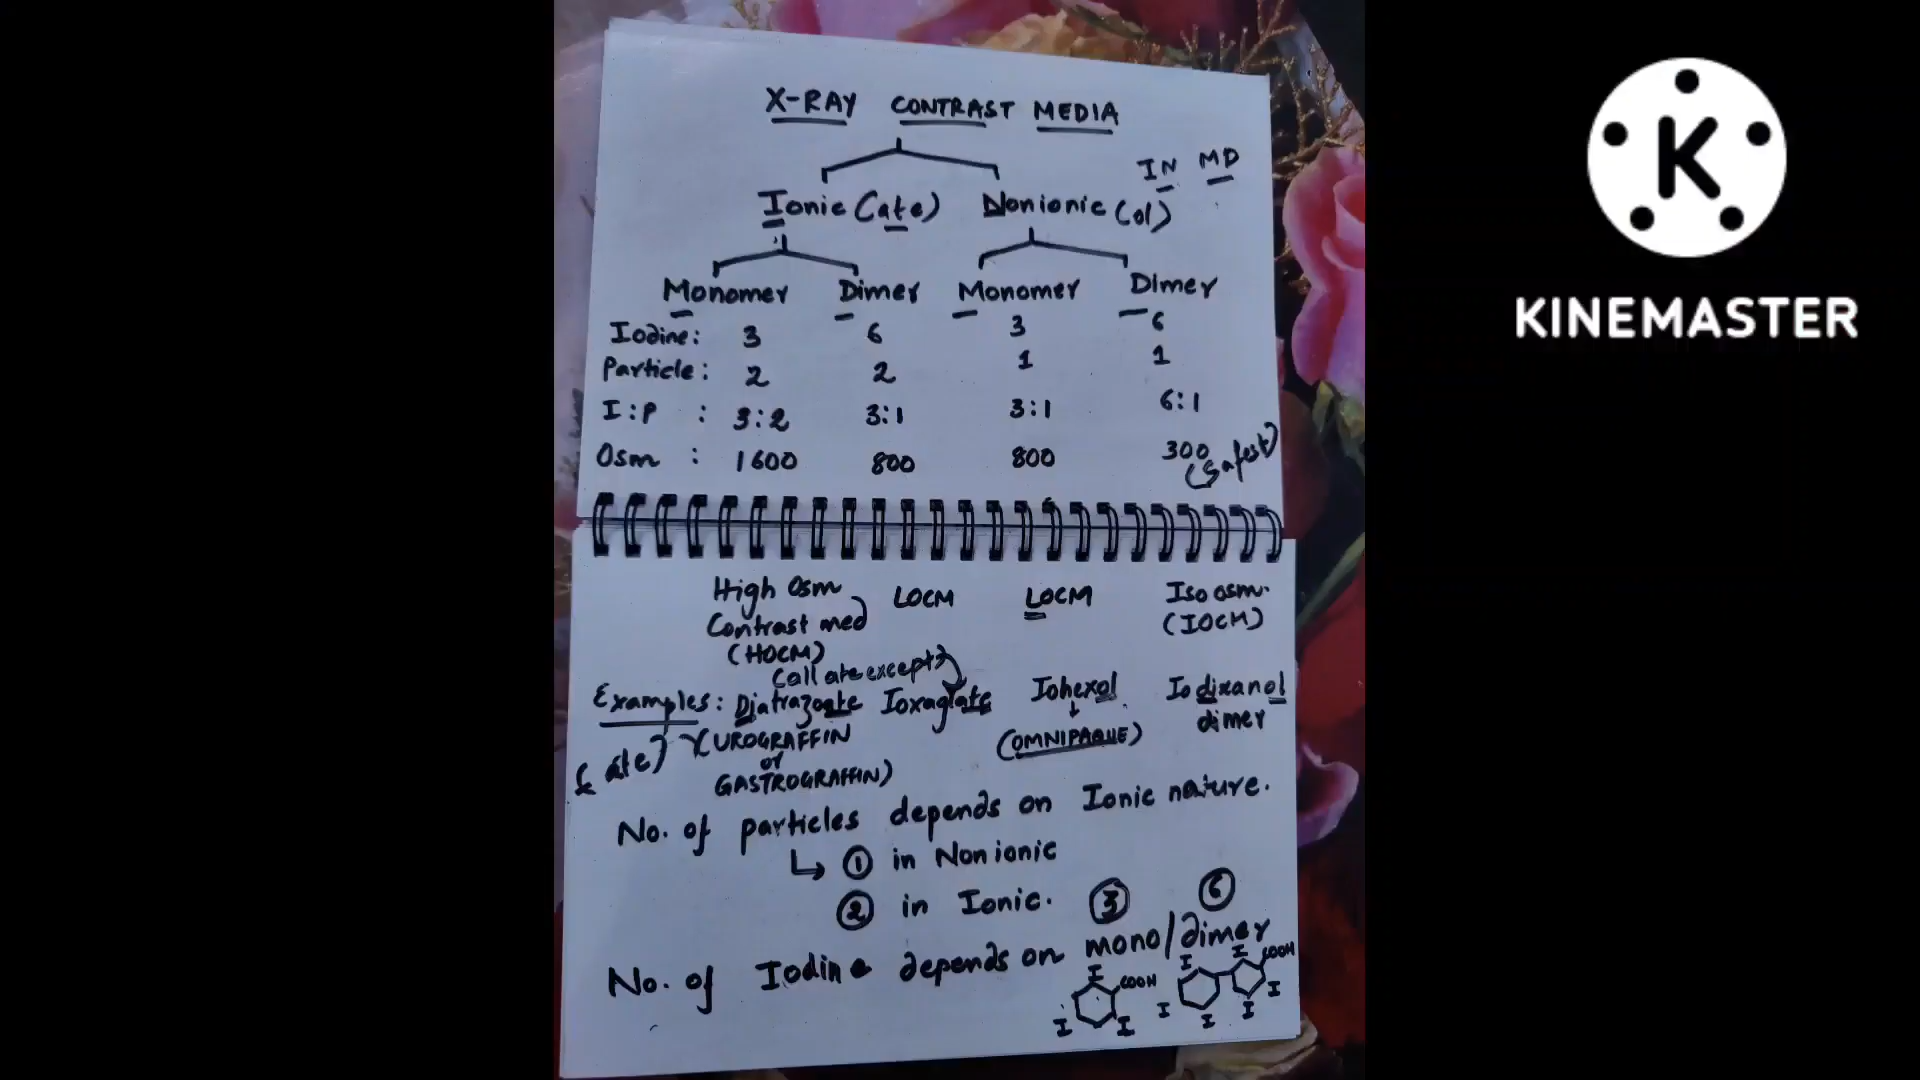 X-RAY CONTRAST MEDIA
IN MD
Ionic (ate) Nonionic (ol)
Monomer Dimer Monomer Dimer
Iodine: 3 6 3 6
Particle: 2 2 1 1
I:P : 3:2 3:1 3:1 6:1
Osm : 1600 800 800 300
(Safest)
High Osm LOCM LOCM Iso osm.
Contrast med (IOCM)
(HOCM)
(all ate except)
Examples: Diatrazoate Ioxaglate Iohexol Iodixanol
(ate) (UROGRAFFIN (OMNIPAQUE) dimer
or
GASTROGRAFFIN)
No. of particles depends on Ionic nature.
① in Nonionic
② in Ionic. ③ ⑥
No. of Iodine depends on mono/dimer
I COOH I I COOH
I I I I I I
KINEMASTER
K